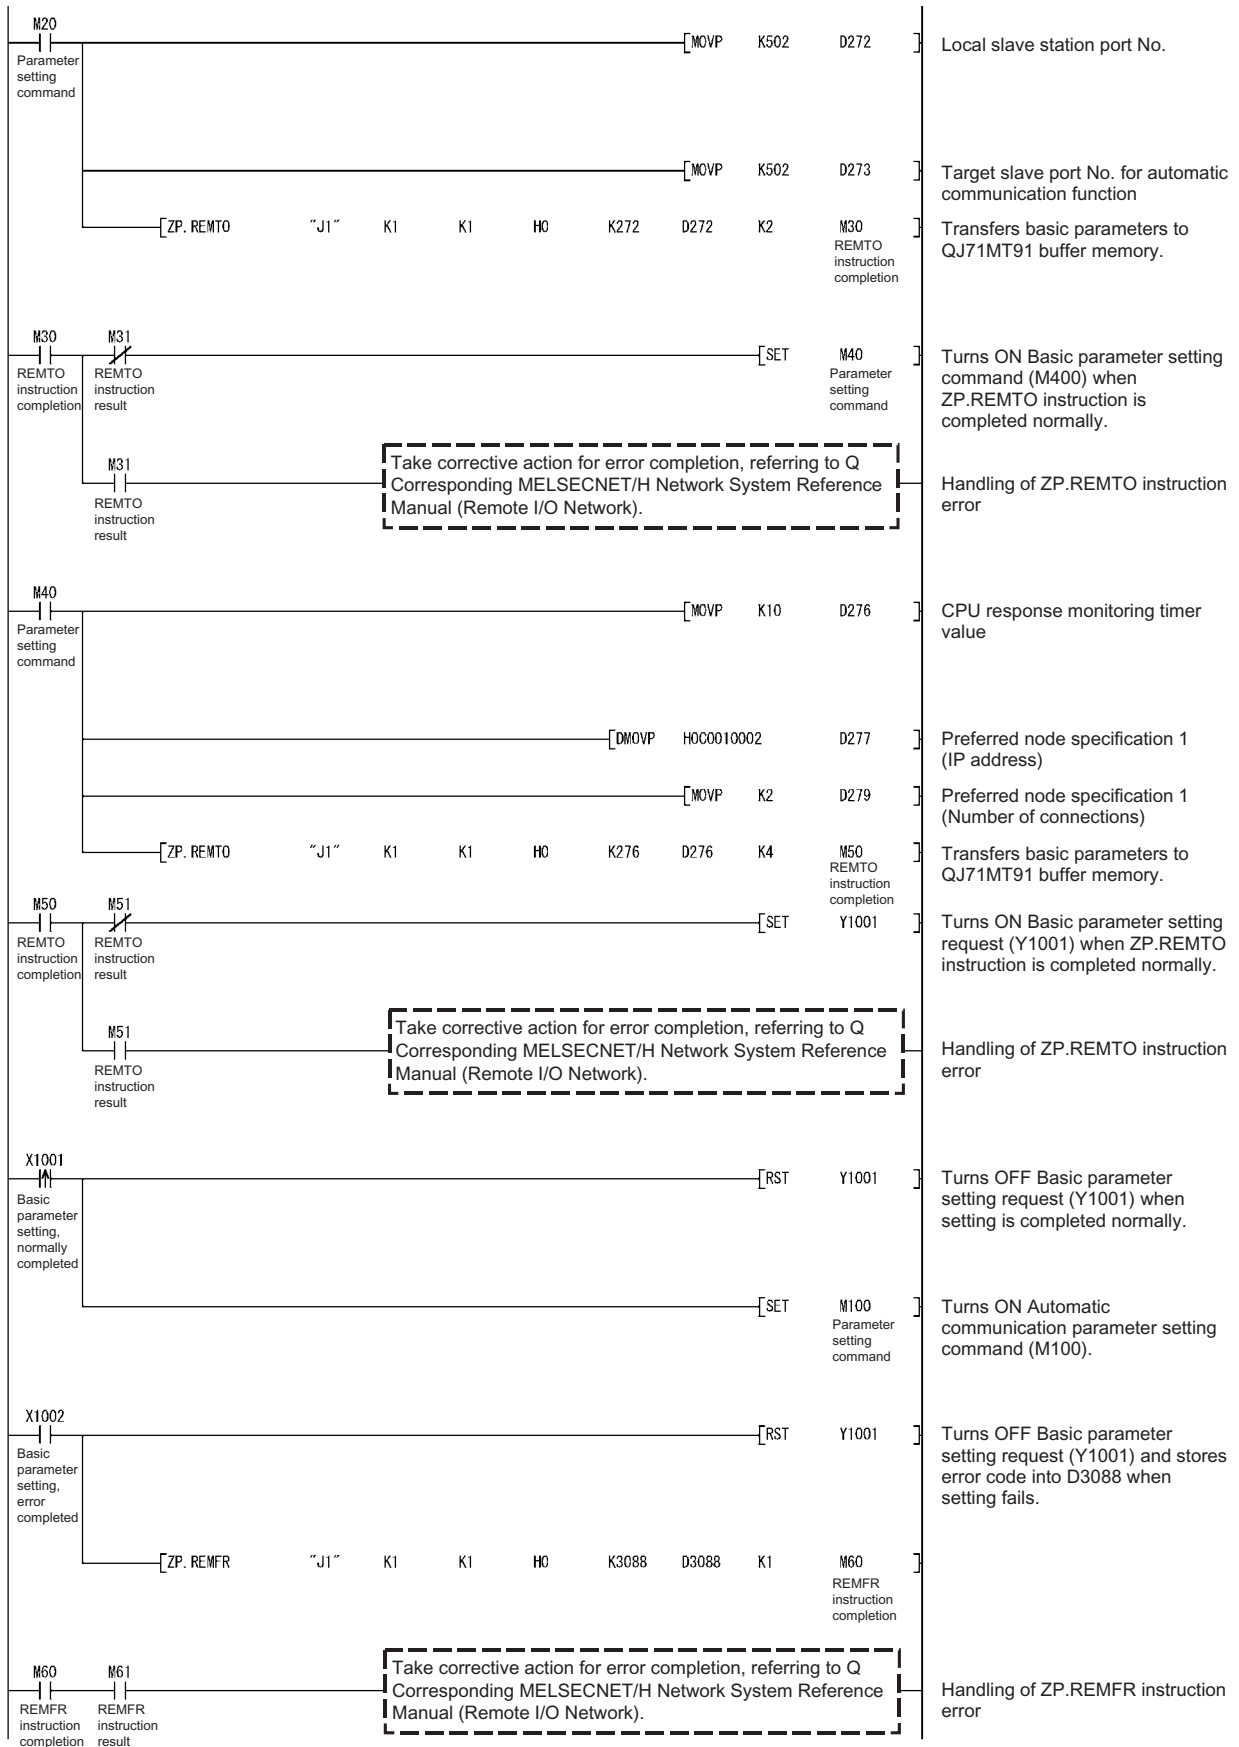 M20
Parameter
setting
command
[MOVP K502 D272 ]
Local slave station port No.
[MOVP K502 D273 ]
Target slave port No. for automatic
communication function
[ZP. REMTO "J1" K1 K1 H0 K272 D272 K2 M30 ]
REMTO
instruction
completion
Transfers basic parameters to
QJ71MT91 buffer memory.
M30 M31
REMTO
instruction
completion
REMTO
instruction
result
[SET M40 ]
Parameter
setting
command
Turns ON Basic parameter setting
command (M400) when
ZP.REMTO instruction is
completed normally.
M31
REMTO
instruction
result
Take corrective action for error completion, referring to Q
Corresponding MELSECNET/H Network System Reference
Manual (Remote I/O Network).
Handling of ZP.REMTO instruction
error
M40
Parameter
setting
command
[MOVP K10 D276 ]
CPU response monitoring timer
value
[DMOVP H0C0010002 D277 ]
Preferred node specification 1
(IP address)
[MOVP K2 D279 ]
Preferred node specification 1
(Number of connections)
[ZP. REMTO "J1" K1 K1 H0 K276 D276 K4 M50 ]
REMTO
instruction
completion
Transfers basic parameters to
QJ71MT91 buffer memory.
M50 M51
REMTO
instruction
completion
REMTO
instruction
result
[SET Y1001 ]
Turns ON Basic parameter setting
request (Y1001) when ZP.REMTO
instruction is completed normally.
M51
REMTO
instruction
result
Take corrective action for error completion, referring to Q
Corresponding MELSECNET/H Network System Reference
Manual (Remote I/O Network).
Handling of ZP.REMTO instruction
error
X1001
Basic
parameter
setting,
normally
completed
[RST Y1001 ]
Turns OFF Basic parameter
setting request (Y1001) when
setting is completed normally.
[SET M100 ]
Parameter
setting
command
Turns ON Automatic
communication parameter setting
command (M100).
X1002
Basic
parameter
setting,
error
completed
[RST Y1001 ]
Turns OFF Basic parameter
setting request (Y1001) and stores
error code into D3088 when
setting fails.
[ZP. REMFR "J1" K1 K1 H0 K3088 D3088 K1 M60 ]
REMFR
instruction
completion
M60 M61
REMFR
instruction
completion
REMFR
instruction
result
Take corrective action for error completion, referring to Q
Corresponding MELSECNET/H Network System Reference
Manual (Remote I/O Network).
Handling of ZP.REMFR instruction
error